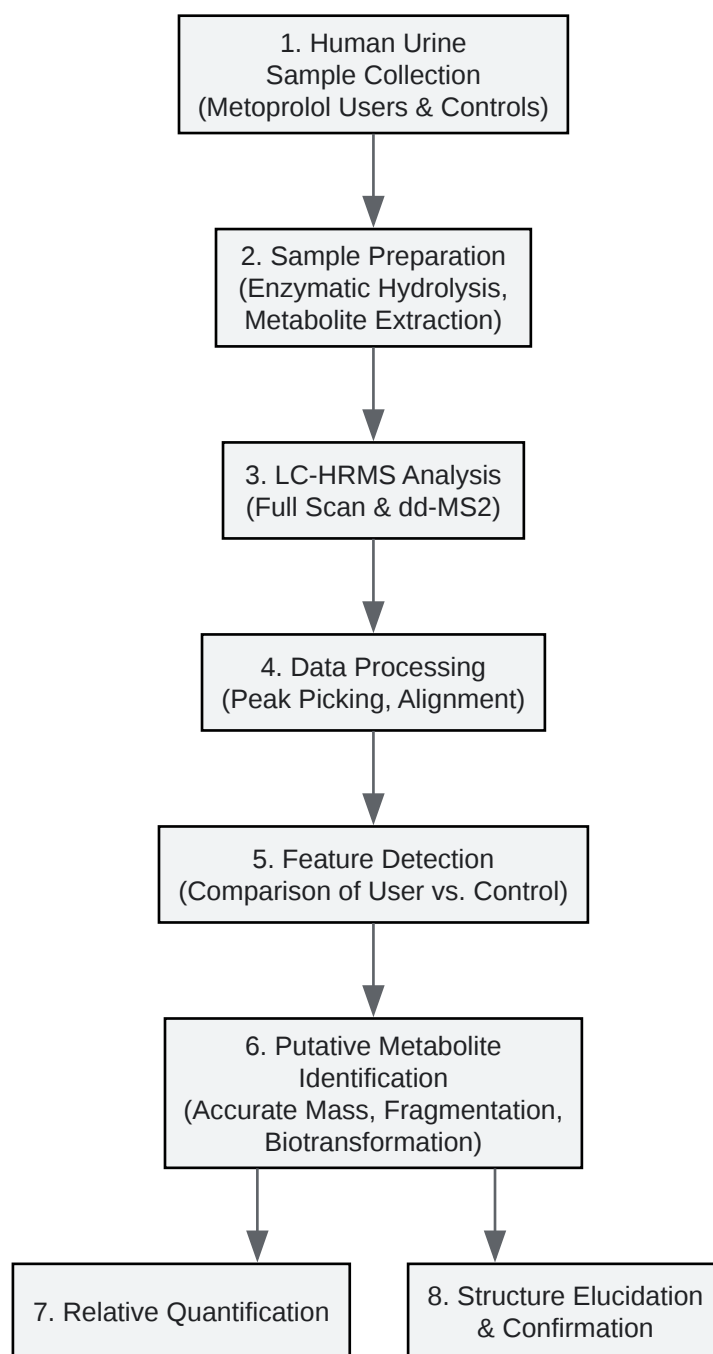 1. Human Urine
Sample Collection
(Metoprolol Users & Controls)
2. Sample Preparation
(Enzymatic Hydrolysis,
Metabolite Extraction)
3. LC-HRMS Analysis
(Full Scan & dd-MS2)
4. Data Processing
(Peak Picking, Alignment)
5. Feature Detection
(Comparison of User vs. Control)
6. Putative Metabolite
Identification
(Accurate Mass, Fragmentation,
Biotransformation)
7. Relative Quantification
8. Structure Elucidation
& Confirmation